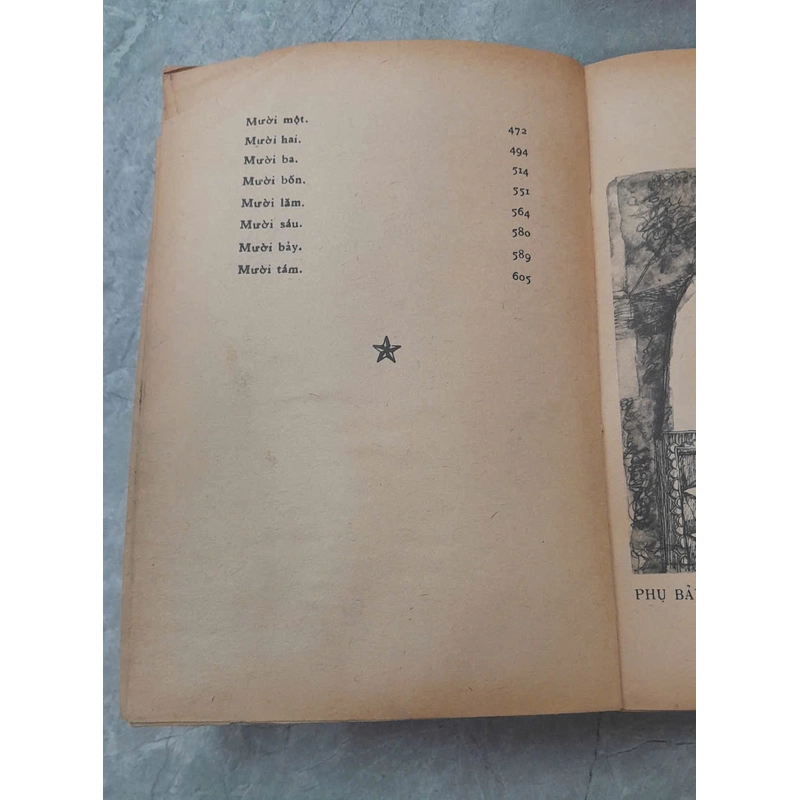 Mười một. 472
Mười hai. 494
Mười ba. 514
Mười bốn. 551
Mười lăm. 564
Mười sáu. 580
Mười bảy. 589
Mười tám. 605
PHỤ